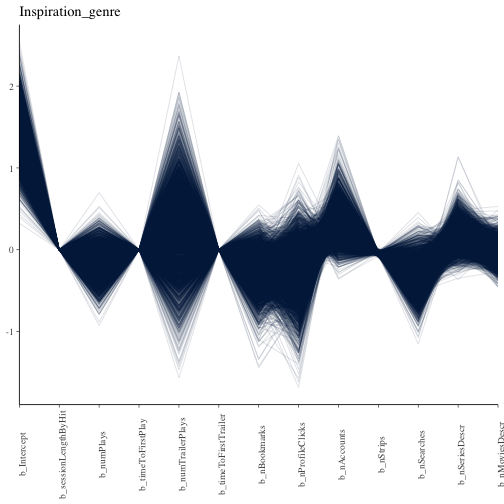 Inspiration_genre
2
1
0
-1
b_Intercept
b_sessionLengthByHit
b_numPlays
b_timeToFirstPlay
b_numTrailerPlays
b_timeToFirstTrailer
b_nBookmarks
b_nProfileClicks
b_nAccounts
b_nStrips
b_nSearches
b_nSeriesDescr
b_nMoviesDescr